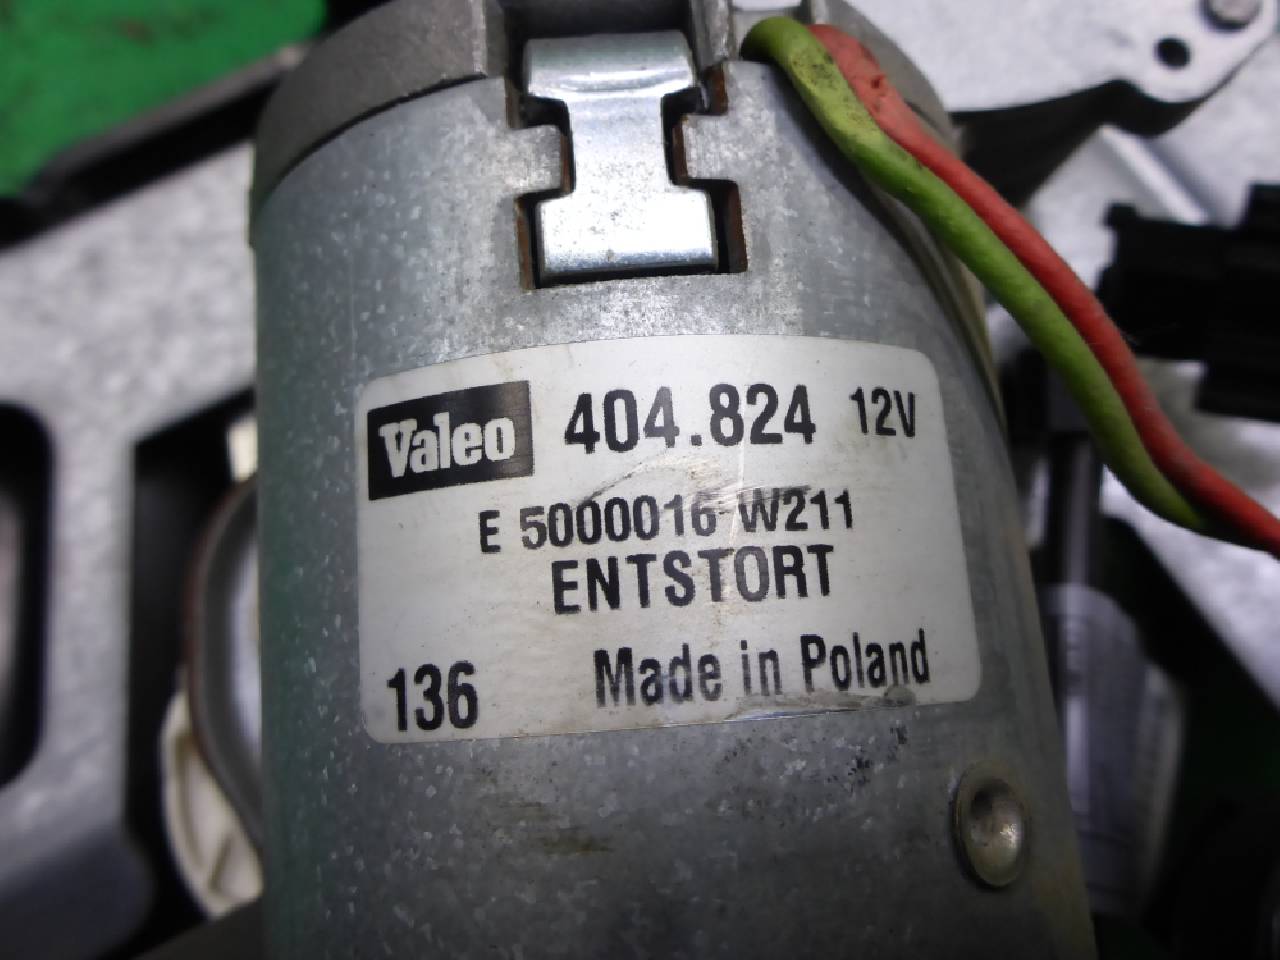 Valeo 404.824 12V
E 5000016-W211
ENTSTORT
136 Made in Poland